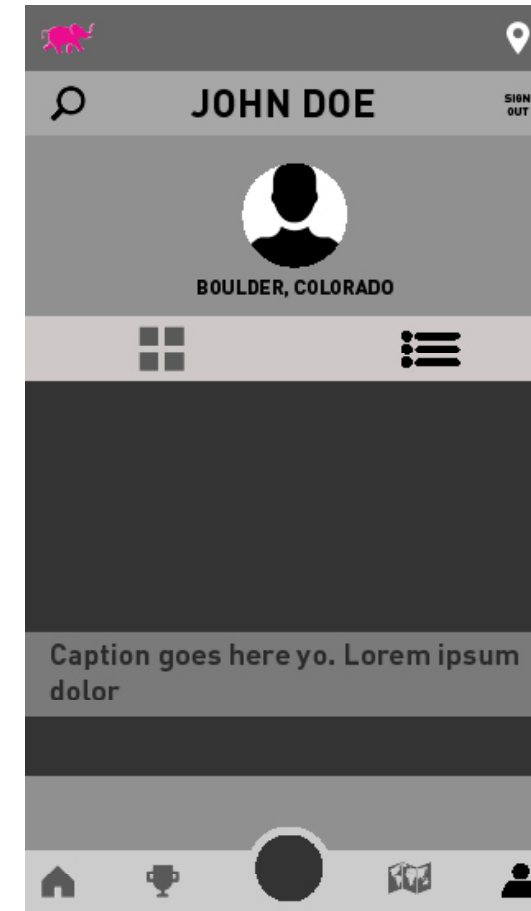 JOHN DOE
SIGN
OUT
BOULDER, COLORADO
Caption goes here yo. Lorem ipsum
dolor